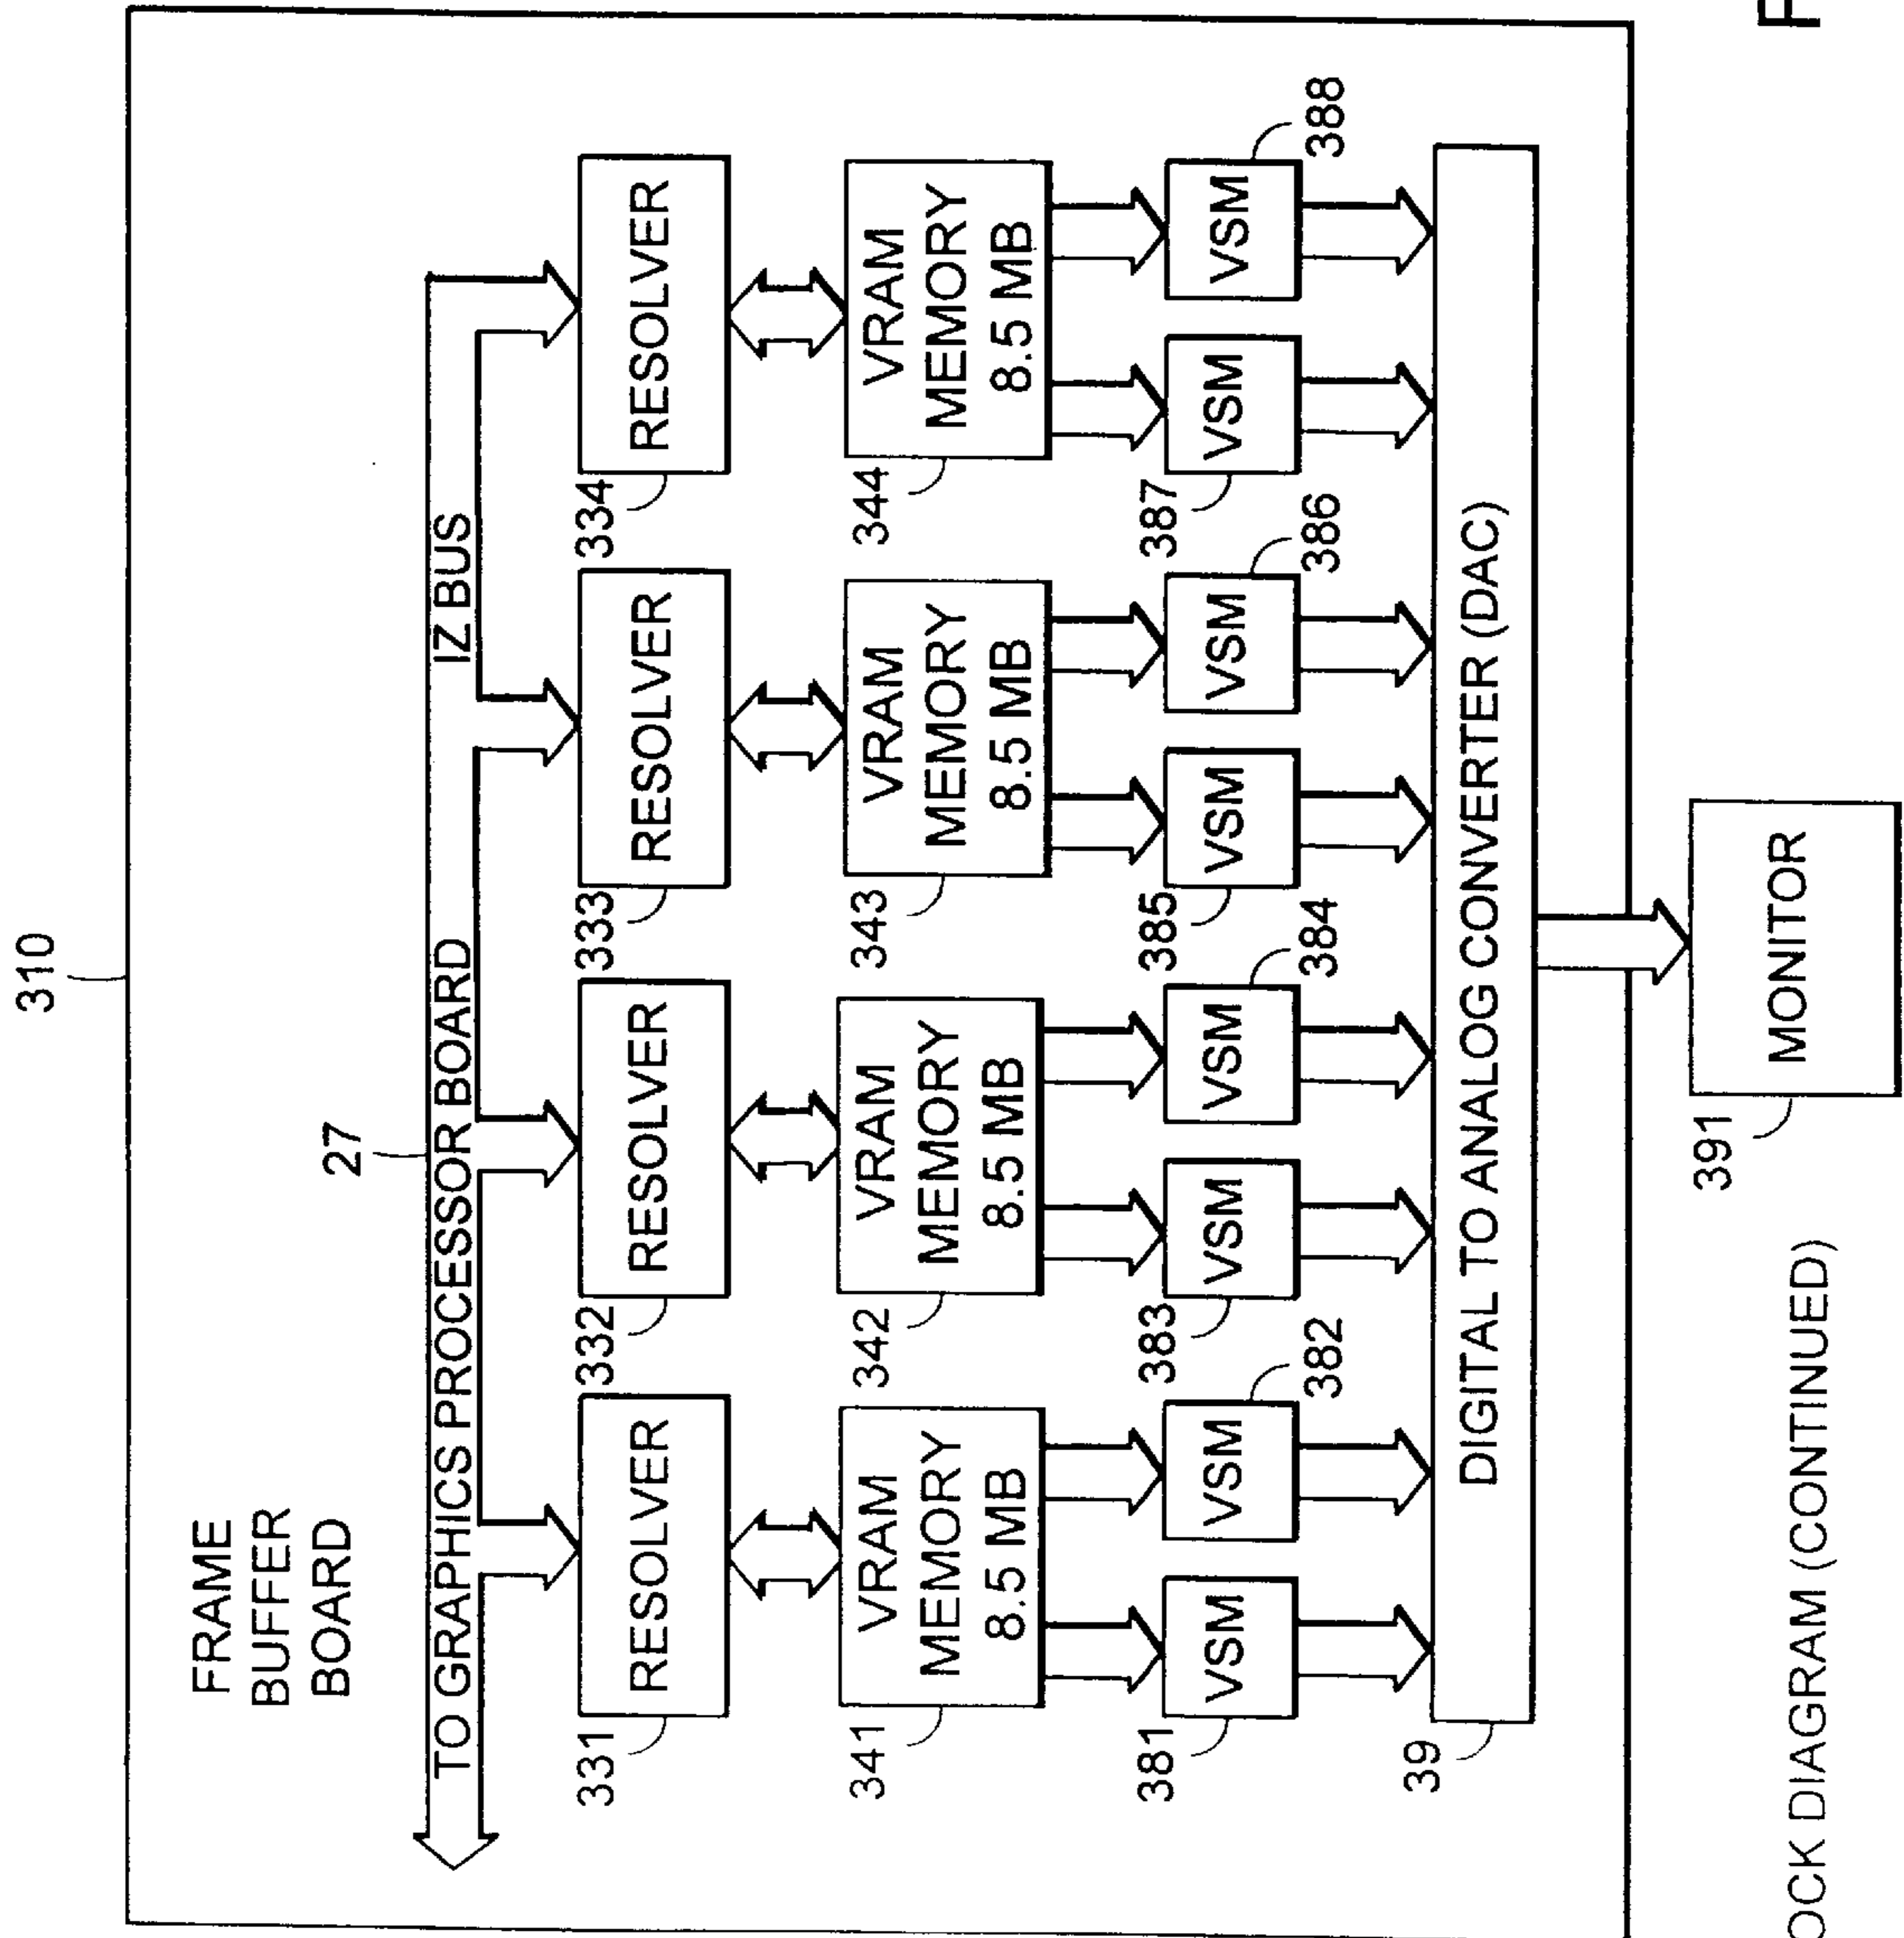 310
FRAME
BUFFER
BOARD
27
TO GRAPHICS PROCESSOR BOARD
IZ BUS
331
RESOLVER
332
RESOLVER
333
RESOLVER
334
RESOLVER
341
VRAM
MEMORY
8.5 MB
342
VRAM
MEMORY
8.5 MB
343
VRAM
MEMORY
8.5 MB
344
VRAM
MEMORY
8.5 MB
381
VSM
VSM
382
383
VSM
VSM
384
385
VSM
VSM
386
387
VSM
VSM
388
39
DIGITAL TO ANALOG CONVERTER (DAC)
391
MONITOR
OCK DIAGRAM (CONTINUED)
F